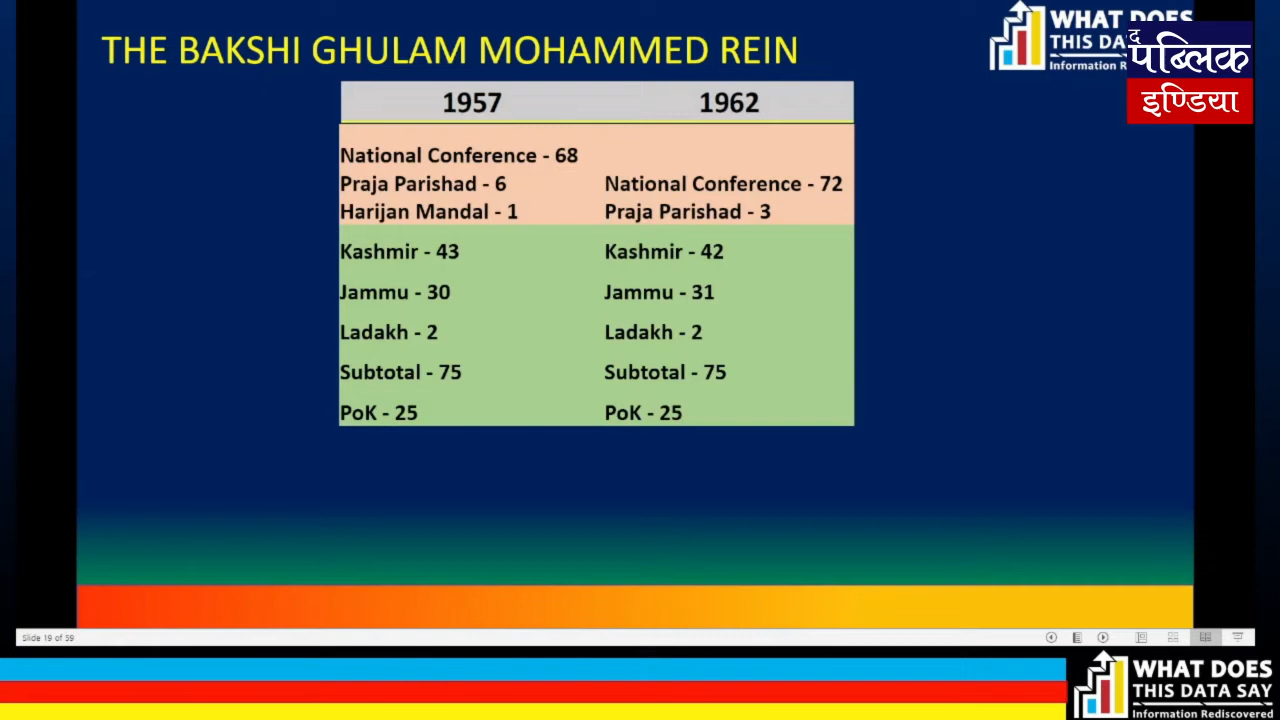 THE BAKSHI GHULAM MOHAMMED REIN
WHAT DOES
THIS DA
Information R
द
पब्लिक
इण्डिया
1957 1962
National Conference - 68
Praja Parishad - 6 National Conference - 72
Harijan Mandal - 1 Praja Parishad - 3
Kashmir - 43 Kashmir - 42
Jammu - 30 Jammu - 31
Ladakh - 2 Ladakh - 2
Subtotal - 75 Subtotal - 75
PoK - 25 PoK - 25
Slide 19 of 59
WHAT DOES
THIS DATA SAY
Information Rediscovered